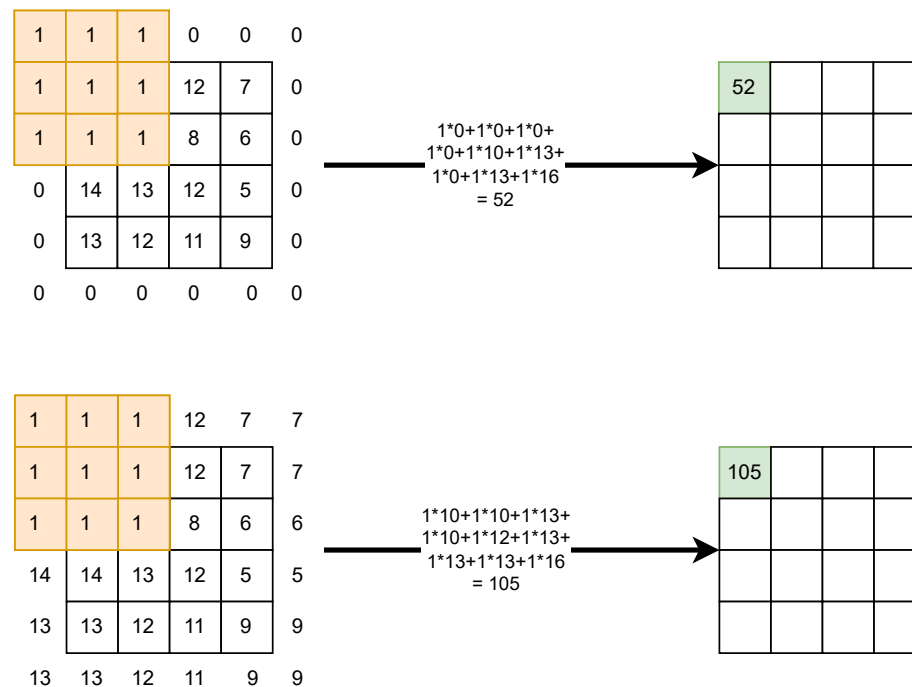 1 1 1 0 0 0
1 1 1 12 7 0
1 1 1 8 6 0
0 14 13 12 5 0
0 13 12 11 9 0
0 0 0 0 0 0
1*0+1*0+1*0+
1*0+1*10+1*13+
1*0+1*13+1*16
= 52
52
1 1 1 12 7 7
1 1 1 12 7 7
1 1 1 8 6 6
14 14 13 12 5 5
13 13 12 11 9 9
13 13 12 11 9 9
1*10+1*10+1*13+
1*10+1*12+1*13+
1*13+1*13+1*16
= 105
105